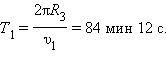 T₁ = 2πR₃ / υ₁ = 84 мин 12 с.